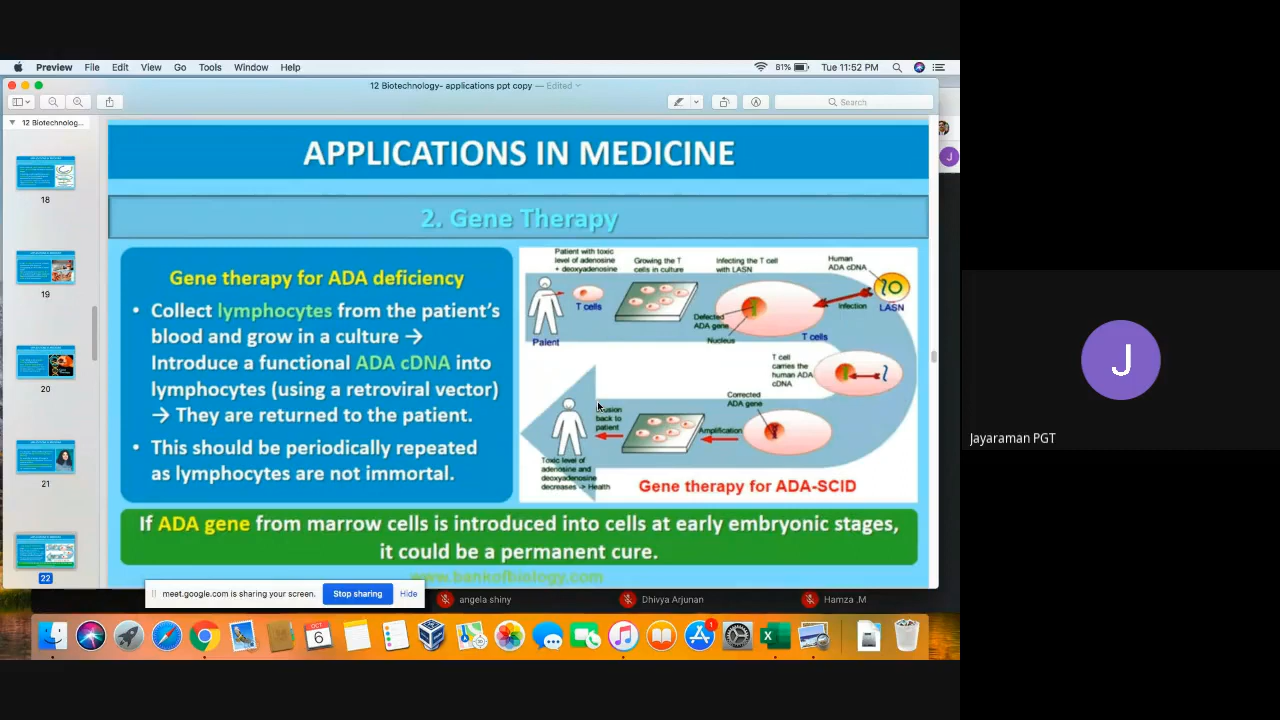 Preview File Edit View Go Tools Window Help 81% Tue 11:52 PM
12 Biotechnology- applications ppt copy — Edited
Search
12 Biotechnolog...
18
19
20
21
22
APPLICATIONS IN MEDICINE
2. Gene Therapy
Gene therapy for ADA deficiency
• Collect lymphocytes from the patient's
blood and grow in a culture →
Introduce a functional ADA cDNA into
lymphocytes (using a retroviral vector)
→ They are returned to the patient.
• This should be periodically repeated
as lymphocytes are not immortal.
Patient with toxic
level of adenosine
+ deoxyadenosine
Growing the T
cells in culture
Infecting the T cell
with LASN
Human
ADA cDNA
T cells
Infection
LASN
Defected
ADA gene
Nucleus
T cells
Patient
T cell
carries the
human ADA
cDNA
Corrected
ADA gene
back to
patient
Amplification
Toxic level of
adenosine and
deoxyadenosine
decreases -> Health
Gene therapy for ADA-SCID
If ADA gene from marrow cells is introduced into cells at early embryonic stages,
it could be a permanent cure.
www.bankofbiology.com
meet.google.com is sharing your screen. Stop sharing Hide
angela shiny
Dhivya Arjunan
Hamza .M
OCT
6
1
J
J
Jayaraman PGT